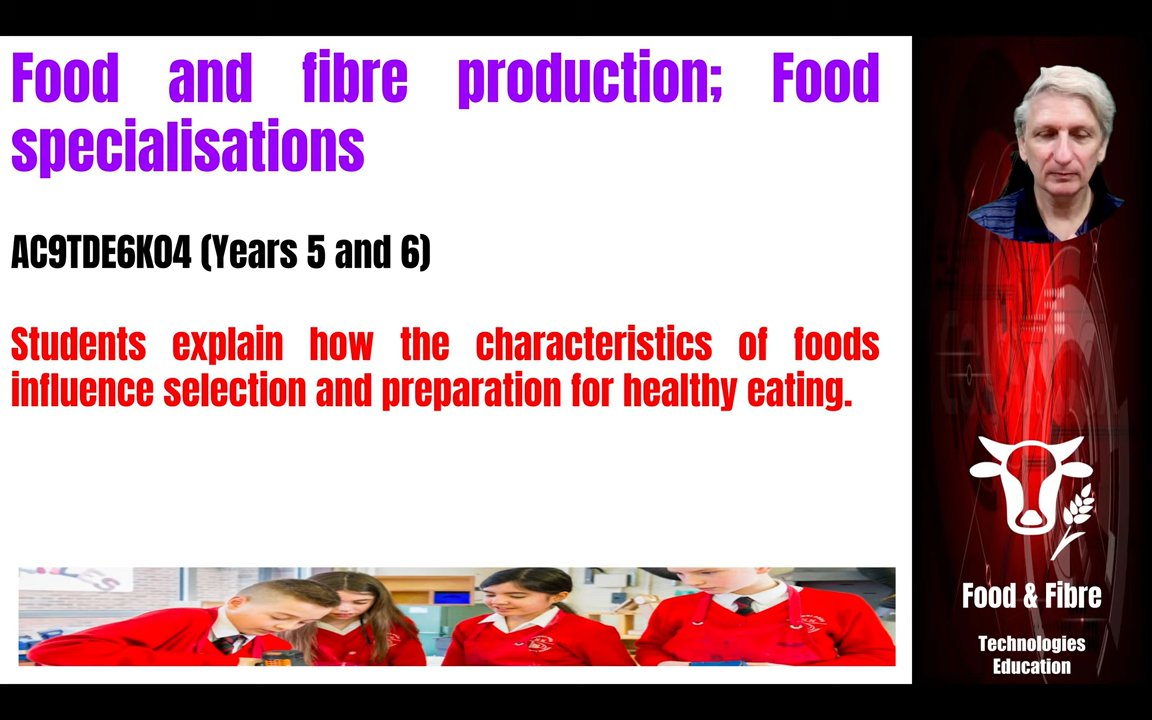 Food and fibre production; Food
specialisations
AC9TDE6K04 (Years 5 and 6)
Students explain how the characteristics of foods
influence selection and preparation for healthy eating.
Food & Fibre
Technologies
Education